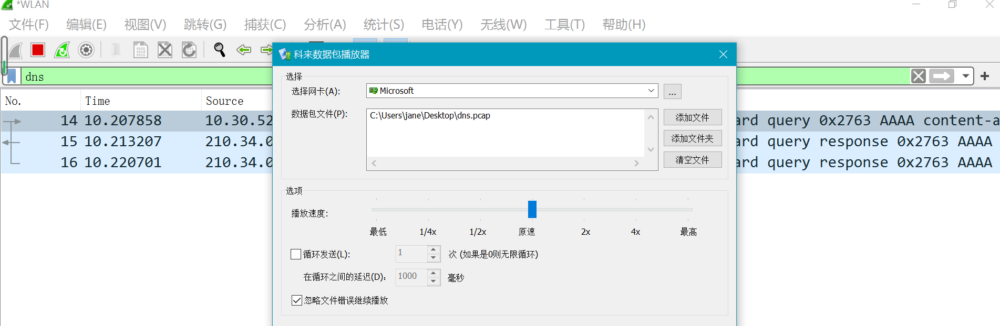 *WLAN
文件(F) 编辑(E) 视图(V) 跳转(G) 捕获(C) 分析(A) 统计(S) 电话(Y) 无线(W) 工具(T) 帮助(H)
科来数据包播放器
dns
选择
选择网卡(A): Microsoft ...
数据包文件(P): C:\Users\jane\Desktop\dns.pcap
添加文件
添加文件夹
清空文件
No. Time Source
14 10.207858 10.30.52 ard query 0x2763 AAAA content-a
15 10.213207 210.34.0 ard query response 0x2763 AAAA
16 10.220701 210.34.0 ard query response 0x2763 AAAA
选项
播放速度:
最低 1/4x 1/2x 原速 2x 4x 最高
循环发送(L): 1 次 (如果是0则无限循环)
在循环之间的延迟(D): 1000 毫秒
忽略文件错误继续播放